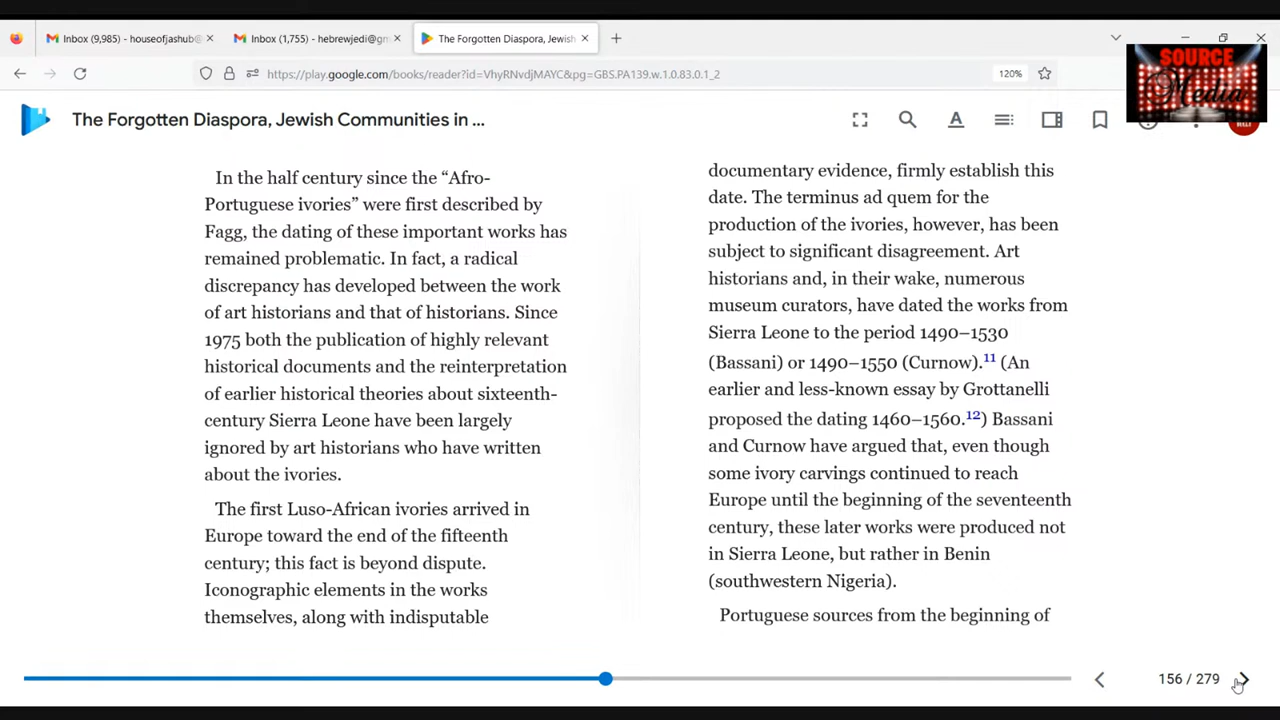 Inbox (9,985) - houseofjashub@
Inbox (1,755) - hebrewjedi@gm
The Forgotten Diaspora, Jewish
https://play.google.com/books/reader?id=VhyRNvdjMAYC&pg=GBS.PA139.w.1.0.83.0.1_2
120%
SOURCE
Media
The Forgotten Diaspora, Jewish Communities in ...
In the half century since the “Afro-
Portuguese ivories” were first described by
Fagg, the dating of these important works has
remained problematic. In fact, a radical
discrepancy has developed between the work
of art historians and that of historians. Since
1975 both the publication of highly relevant
historical documents and the reinterpretation
of earlier historical theories about sixteenth-
century Sierra Leone have been largely
ignored by art historians who have written
about the ivories.
The first Luso-African ivories arrived in
Europe toward the end of the fifteenth
century; this fact is beyond dispute.
Iconographic elements in the works
themselves, along with indisputable
documentary evidence, firmly establish this
date. The terminus ad quem for the
production of the ivories, however, has been
subject to significant disagreement. Art
historians and, in their wake, numerous
museum curators, have dated the works from
Sierra Leone to the period 1490–1530
(Bassani) or 1490–1550 (Curnow).11 (An
earlier and less-known essay by Grottanelli
proposed the dating 1460–1560.12) Bassani
and Curnow have argued that, even though
some ivory carvings continued to reach
Europe until the beginning of the seventeenth
century, these later works were produced not
in Sierra Leone, but rather in Benin
(southwestern Nigeria).
Portuguese sources from the beginning of
156 / 279